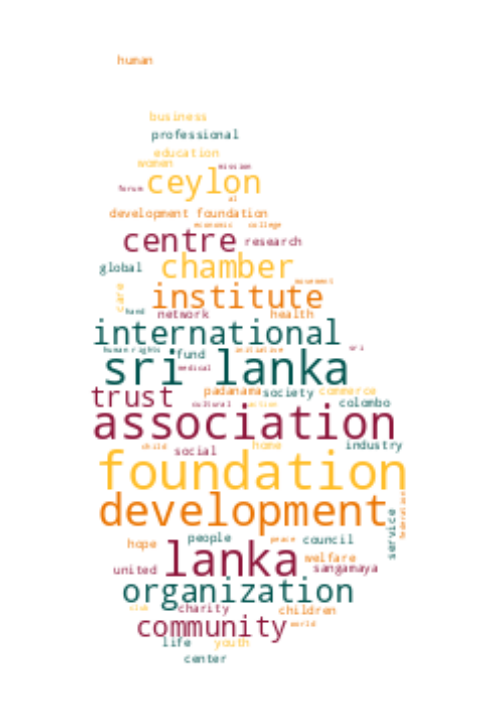 human
business
professional
education
women mission
forum ceylon
al
development foundation
economic college
centre research
global chamber
care institute movement
hand network health
international
human rights fund initiative sri
sri lanka
medical
trust padanama society commerce
cultural action colombo
association
child social home industry
foundation
development federation
service
hope people peace council
lanka welfare
united sangamaya
organization
club charity children
community world
life youth
center